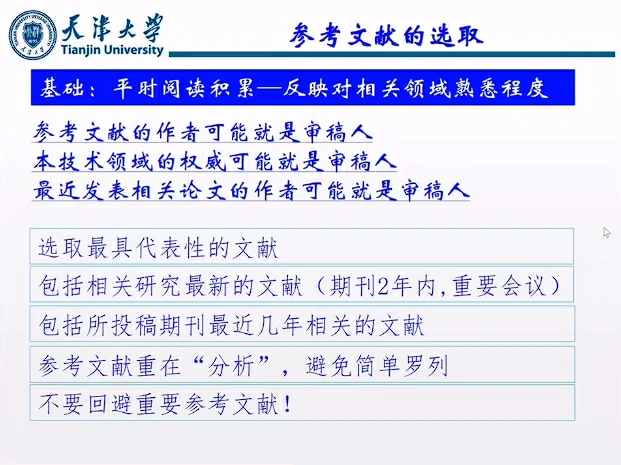 天津大学
Tianjin University
参考文献的选取
基础：平时阅读积累—反映对相关领域熟悉程度
参考文献的作者可能就是审稿人
本技术领域的权威可能就是审稿人
最近发表相关论文的作者可能就是审稿人
选取最具代表性的文献
包括相关研究最新的文献（期刊2年内,重要会议）
包括所投稿期刊最近几年相关的文献
参考文献重在“分析”，避免简单罗列
不要回避重要参考文献！